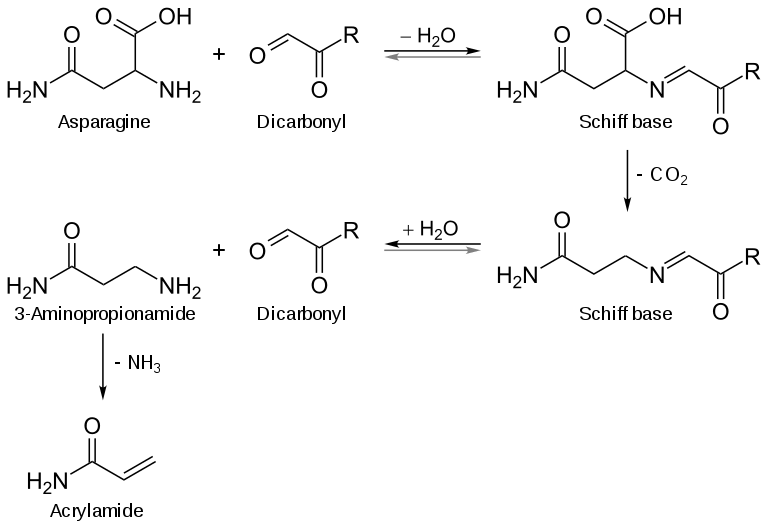 O OH O R − H₂O O OH O R
H₂N NH₂ + O O H₂N N O
Asparagine Dicarbonyl Schiff base
- CO₂
O R + H₂O O R
H₂N NH₂ + O O H₂N N O
3-Aminopropionamide Dicarbonyl Schiff base
- NH₃
O
H₂N
Acrylamide